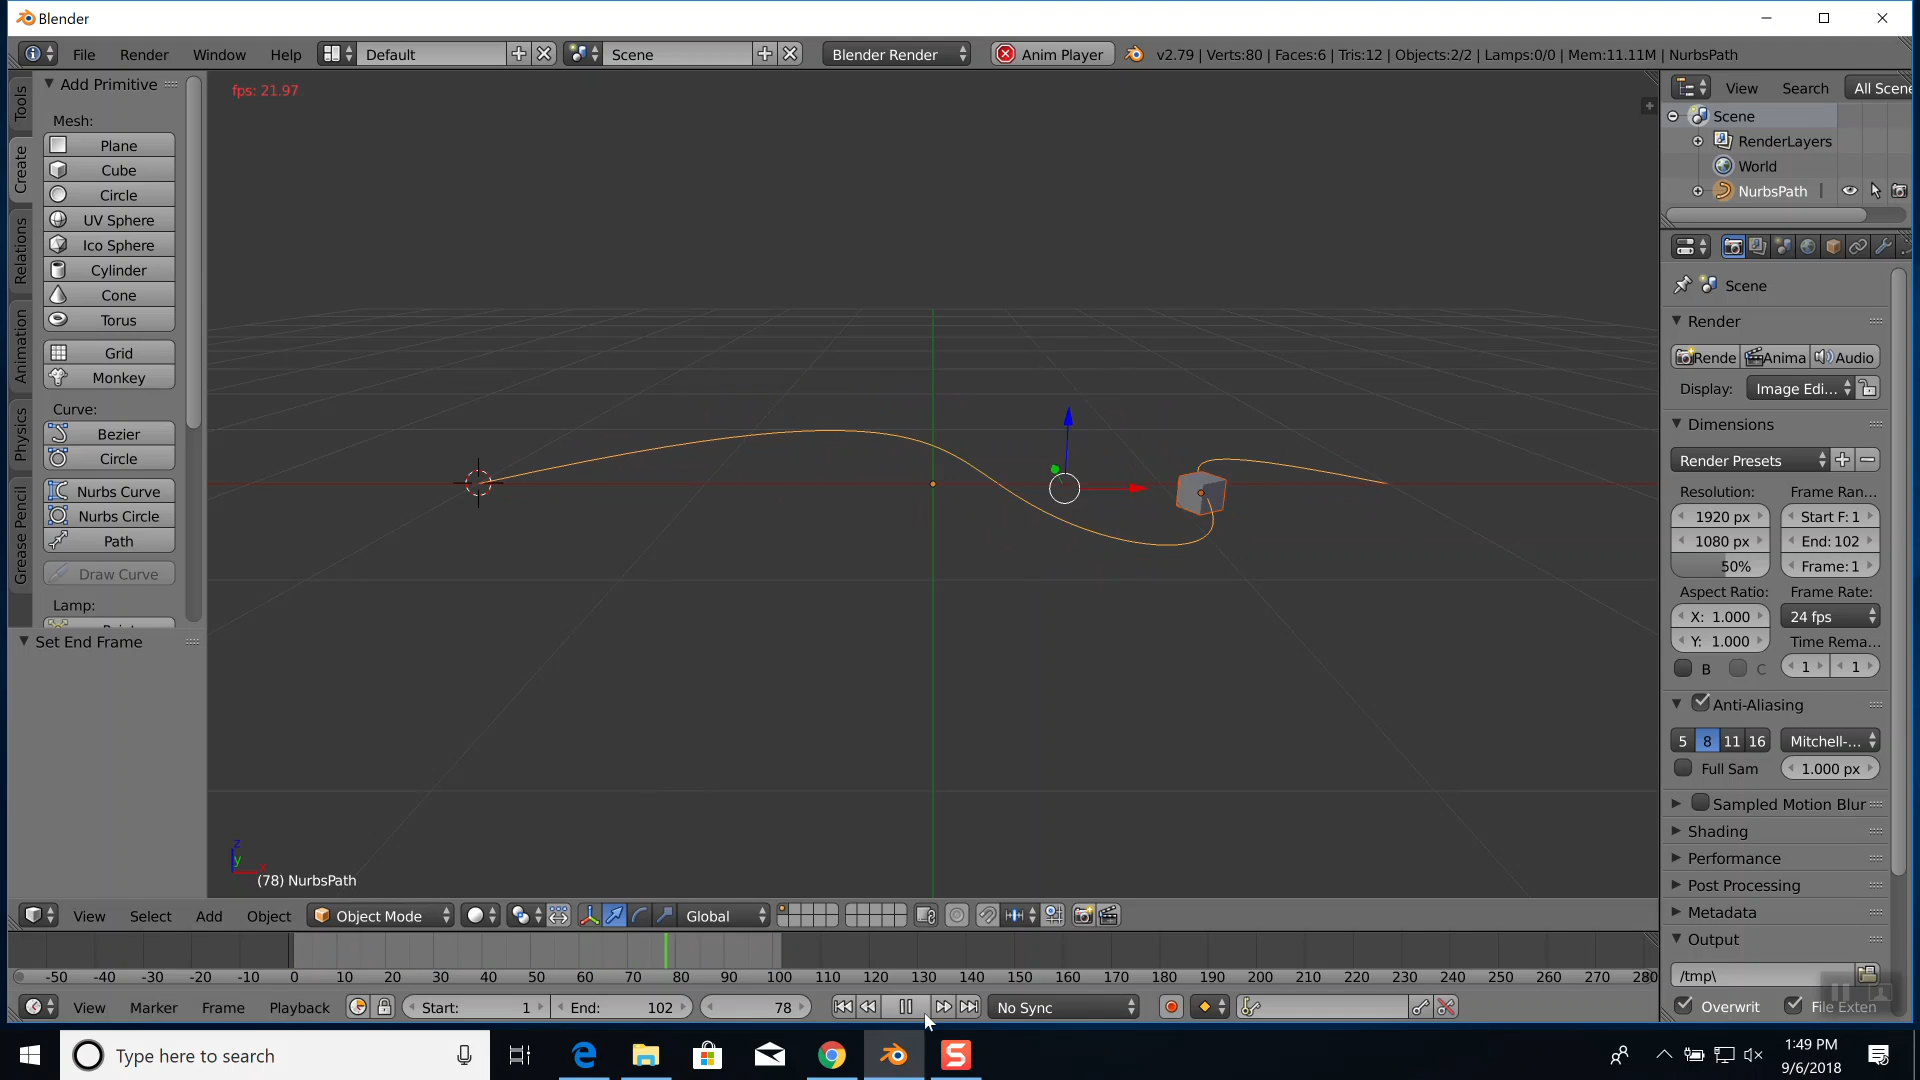 Blender
File Render Window Help Default Scene Blender Render Anim Player v2.79 | Verts:80 | Faces:6 | Tris:12 | Objects:2/2 | Lamps:0/0 | Mem:11.11M | NurbsPath
Tools
Create
Relations
Animation
Physics
Grease Pencil
Add Primitive
Mesh:
Plane
Cube
Circle
UV Sphere
Ico Sphere
Cylinder
Cone
Torus
Grid
Monkey
Curve:
Bezier
Circle
Nurbs Curve
Nurbs Circle
Path
Draw Curve
Lamp:
Set End Frame
fps: 21.97
z
y
x
(78) NurbsPath
View Search All Scene
Scene
RenderLayers
World
NurbsPath
Scene
Render
Rende Anima Audio
Display: Image Edi...
Dimensions
Render Presets
Resolution: Frame Ran...
1920 px Start F: 1
1080 px End: 102
50% Frame: 1
Aspect Ratio: Frame Rate:
X: 1.000 24 fps
Y: 1.000 Time Rema...
B C 1 1
Anti-Aliasing
5 8 11 16 Mitchell-...
Full Sam 1.000 px
Sampled Motion Blur
Shading
Performance
Post Processing
Metadata
Output
/tmp\
Overwrit File Exten
View Select Add Object Object Mode Global
-50 -40 -30 -20 -10 0 10 20 30 40 50 60 70 80 90 100 110 120 130 140 150 160 170 180 190 200 210 220 230 240 250 260 270 280
View Marker Frame Playback Start: 1 End: 102 78 No Sync
Type here to search
1:49 PM
9/6/2018